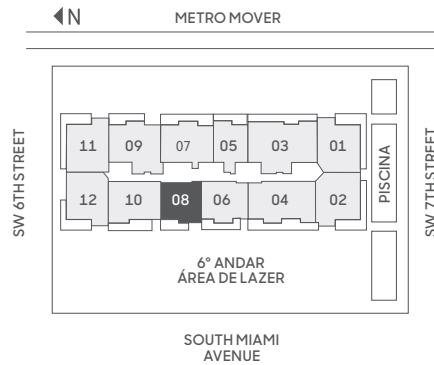 N
METRO MOVER
SW 6TH STREET
11 09 07 05 03 01
12 10 08 06 04 02
PISCINA
SW 7TH STREET
6° ANDAR
ÁREA DE LAZER
SOUTH MIAMI
AVENUE